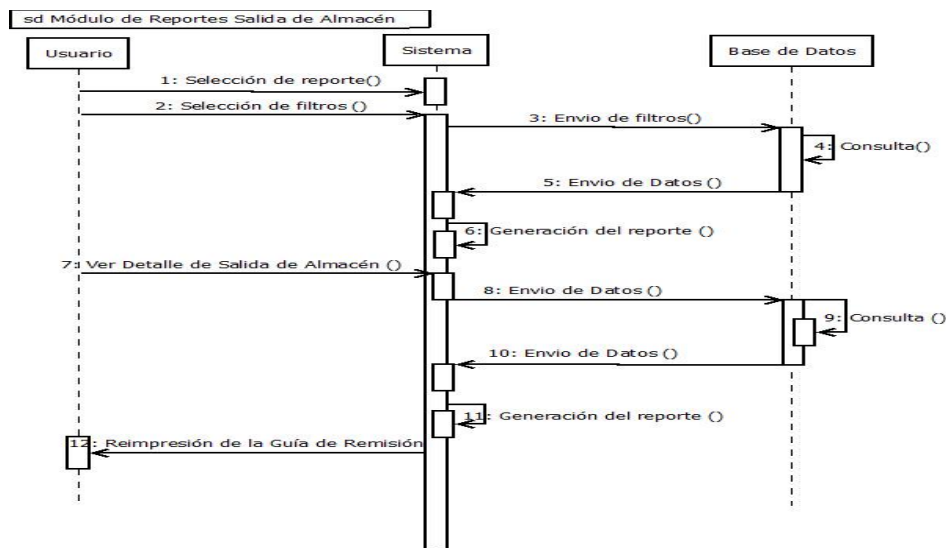 sd Módulo de Reportes Salida de Almacén
Usuario
Sistema
Base de Datos
1: Selección de reporte()
2: Selección de filtros ()
3: Envio de filtros()
4: Consulta()
5: Envio de Datos ()
6: Generación del reporte ()
7: Ver Detalle de Salida de Almacén ()
8: Envio de Datos ()
9: Consulta ()
10: Envio de Datos ()
11: Generación del reporte ()
12: Reimpresión de la Guía de Remisión